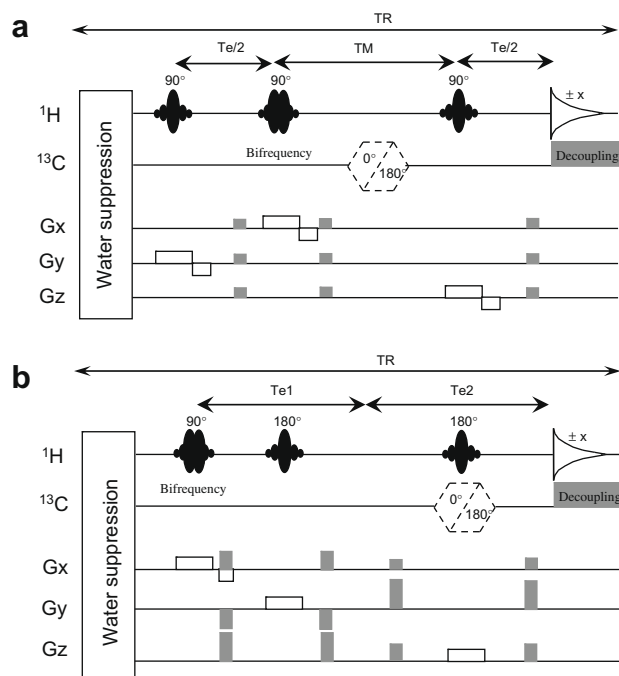 a
TR
Te/2
TM
Te/2
90°
90°
90°
¹H
± x
¹³C
Bifrequency
0°
180°
Decoupling
Water suppression
Gx
Gy
Gz
b
TR
Te1
Te2
90°
180°
180°
¹H
± x
¹³C
Bifrequency
0°
180°
Decoupling
Water suppression
Gx
Gy
Gz